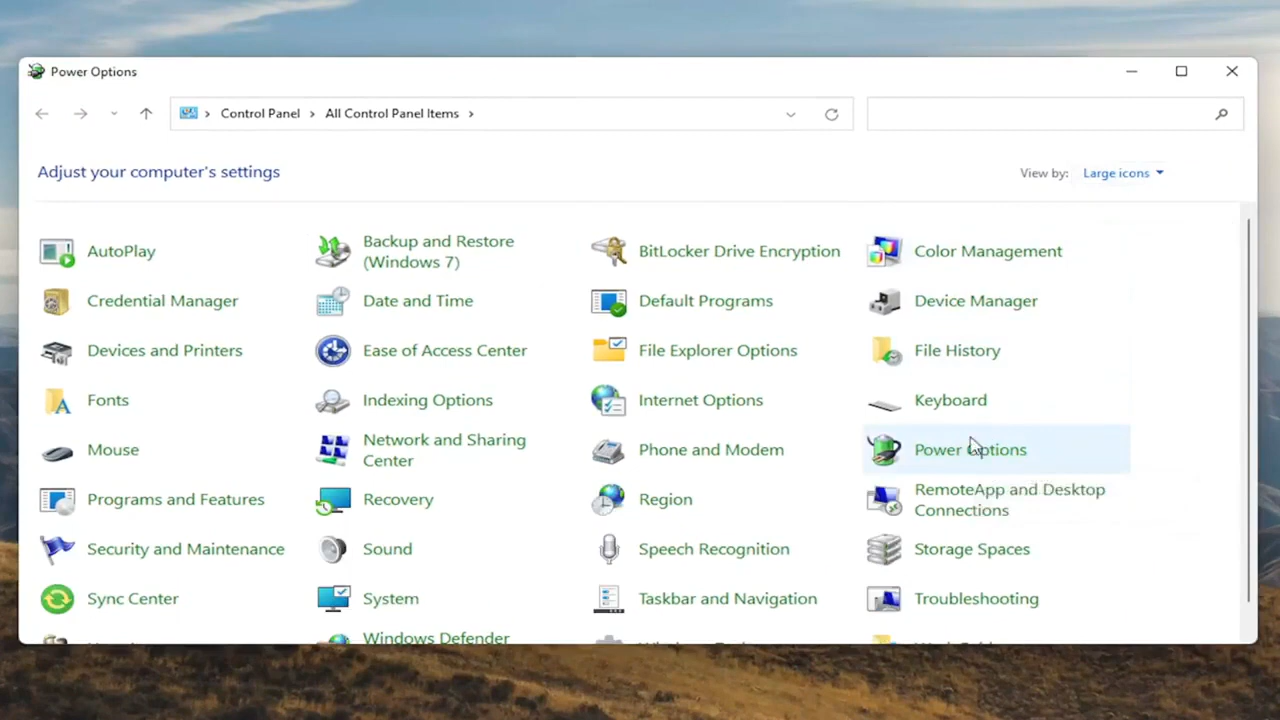 Power Options
Control Panel > All Control Panel Items >
Adjust your computer's settings
View by: Large icons
AutoPlay
Backup and Restore
(Windows 7)
BitLocker Drive Encryption
Color Management
Credential Manager
Date and Time
Default Programs
Device Manager
Devices and Printers
Ease of Access Center
File Explorer Options
File History
Fonts
Indexing Options
Internet Options
Keyboard
Mouse
Network and Sharing
Center
Phone and Modem
Power Options
Programs and Features
Recovery
Region
RemoteApp and Desktop
Connections
Security and Maintenance
Sound
Speech Recognition
Storage Spaces
Sync Center
System
Taskbar and Navigation
Troubleshooting
Windows Defender